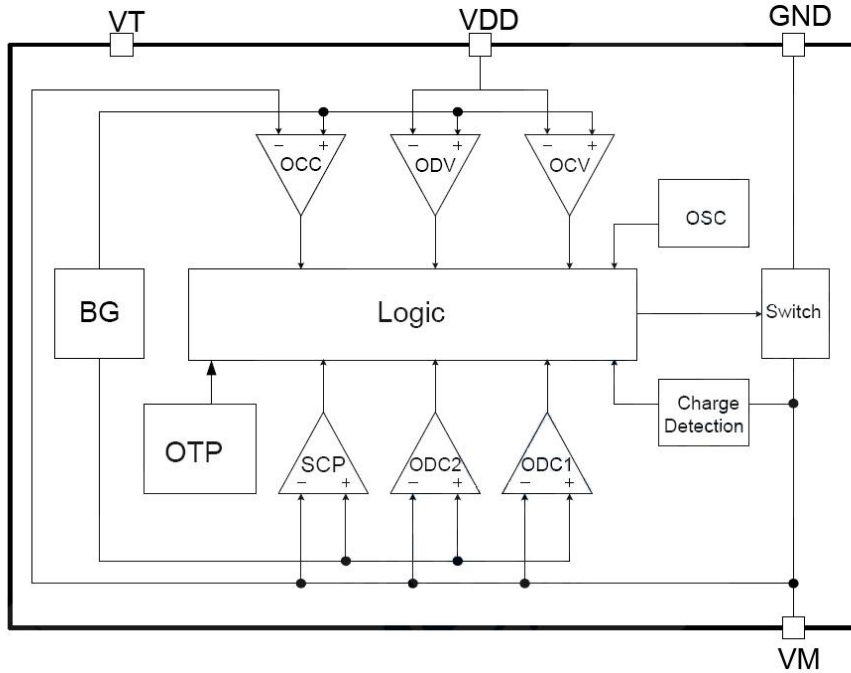 VT VDD GND
− + − + − +
OCC ODV OCV
OSC
BG Logic Switch
Charge
Detection
OTP SCP ODC2 ODC1
− + − + − +
VM